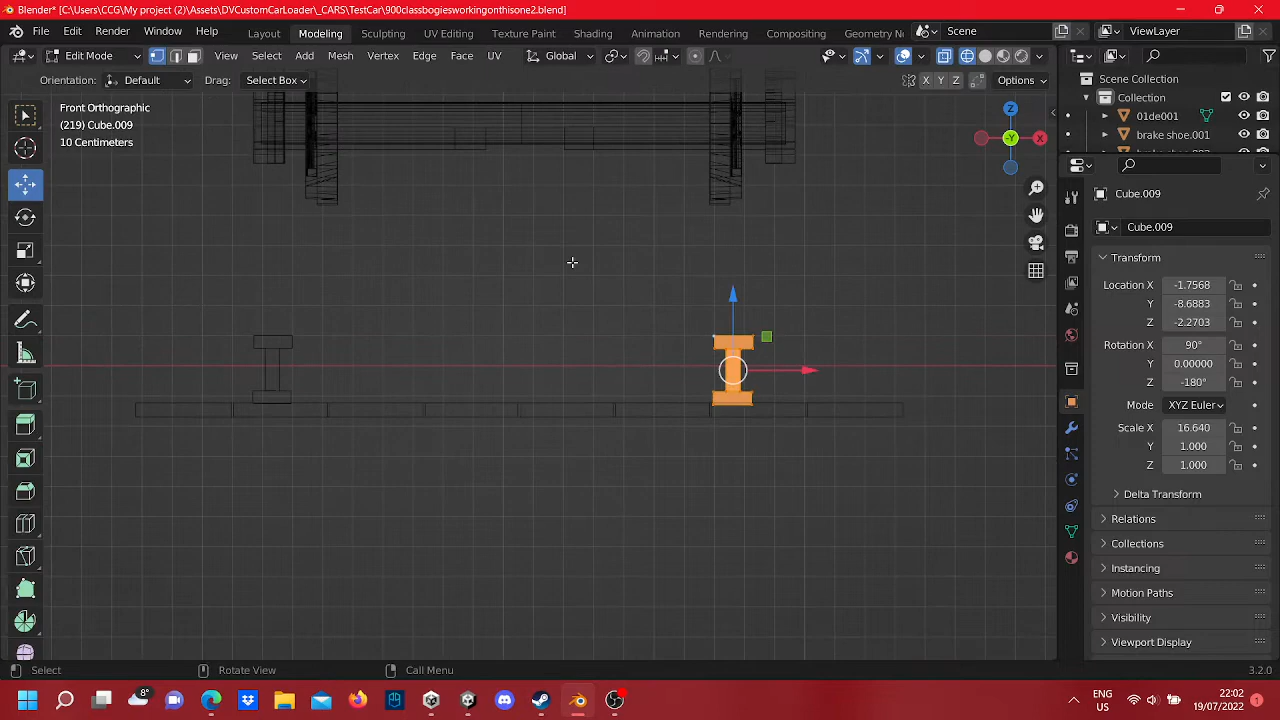 Blender* [C:\Users\CCG\My project (2)\Assets\DVCustomCarLoader\_CARS\TestCar\900classbogiesworkingonthisone2.blend]
File Edit Render Window Help Layout Modeling Sculpting UV Editing Texture Paint Shading Animation Rendering Compositing Geometry N Scene ViewLayer
Edit Mode View Select Add Mesh Vertex Edge Face UV Global
Orientation: Default Drag: Select Box X Y Z Options
Front Orthographic
(219) Cube.009
10 Centimeters
Z
-Y
X
Scene Collection
Collection
01de001
brake shoe.001
Cube.009
Cube.009
Transform
Location X -1.7568
Y -8.6883
Z -2.2703
Rotation X 90°
Y 0.00000
Z -180°
Mode XYZ Euler
Scale X 16.640
Y 1.000
Z 1.000
Delta Transform
Relations
Collections
Instancing
Motion Paths
Visibility
Viewport Display
Select Rotate View Call Menu 3.2.0
8°
ENG
US
22:02
19/07/2022
1